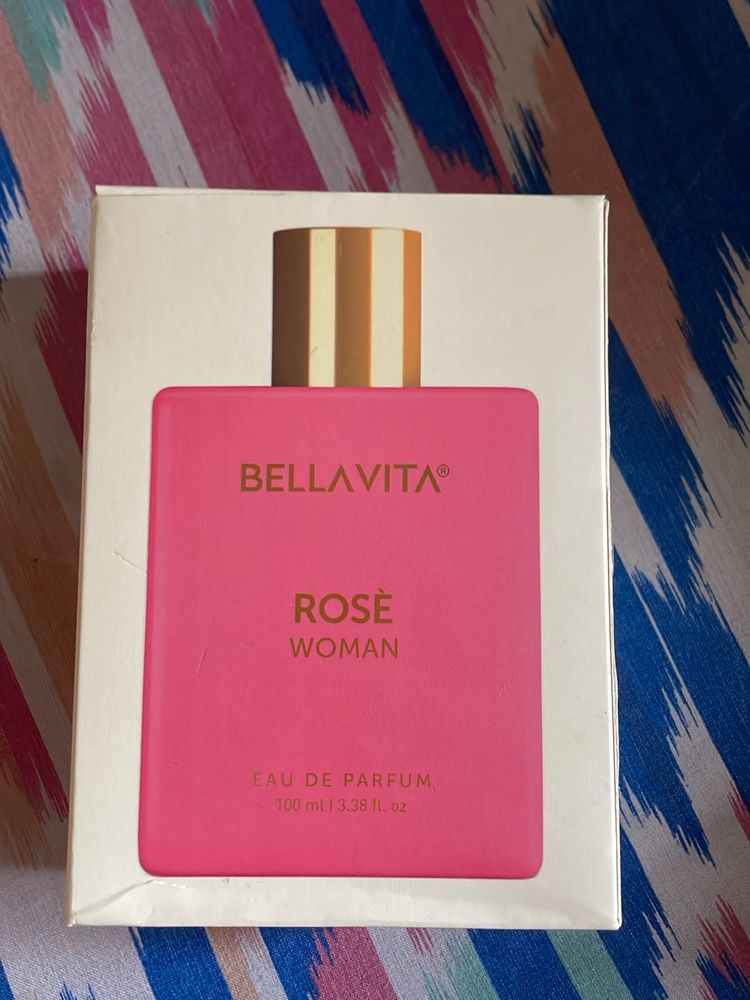 BELLAVITA®
ROSÈ
WOMAN
EAU DE PARFUM
100 ml | 3.38 fl. oz